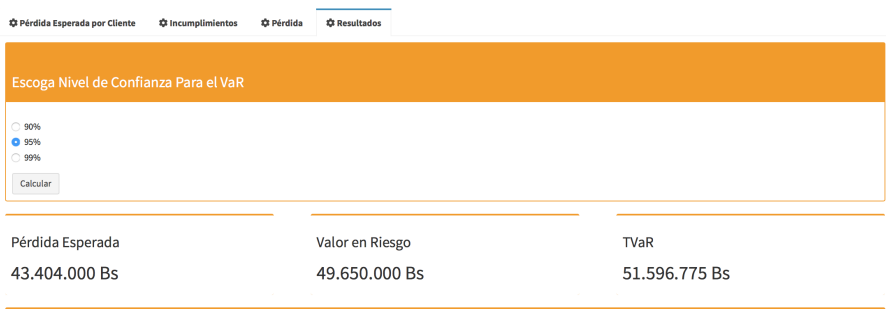 Pérdida Esperada por Cliente Incumplimientos Pérdida Resultados
Escoga Nivel de Confianza Para el VaR
90%
95%
99%
Calcular
Pérdida Esperada Valor en Riesgo TVaR
43.404.000 Bs 49.650.000 Bs 51.596.775 Bs